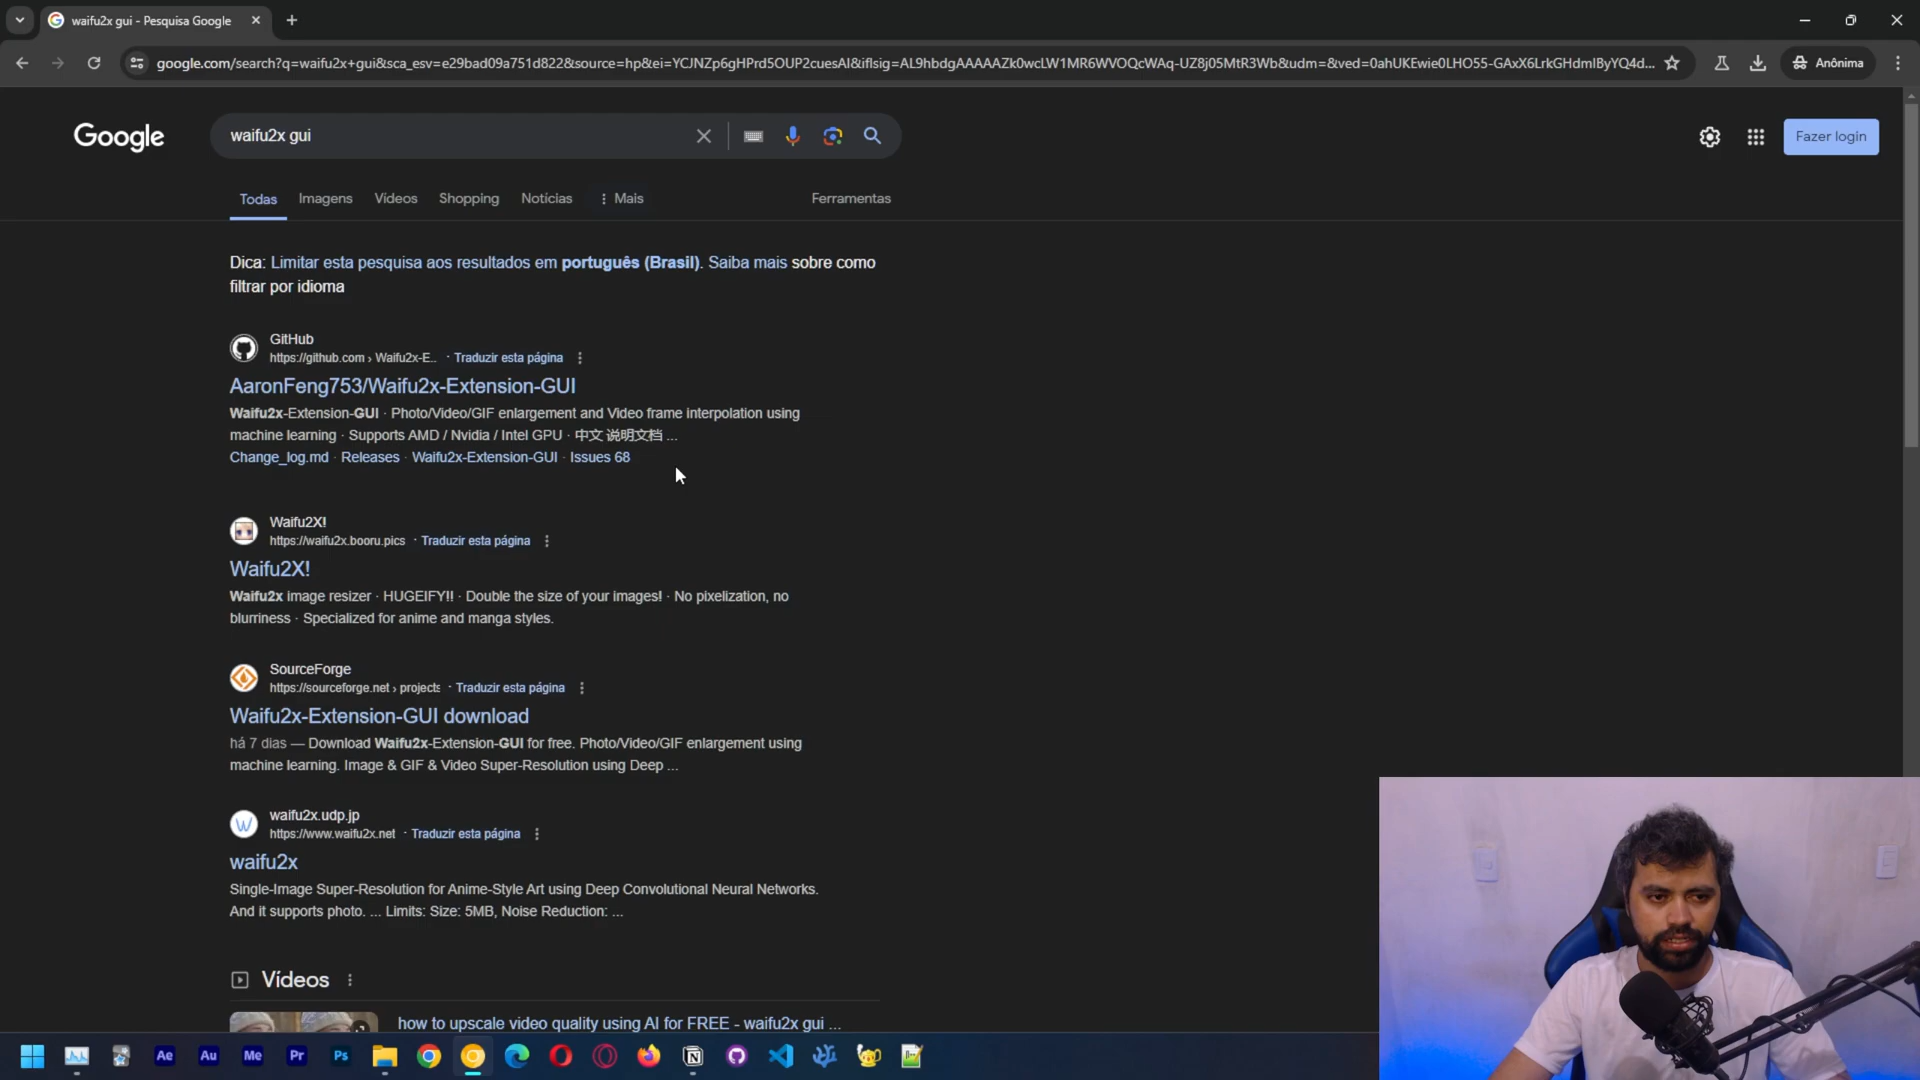 waifu2x gui - Pesquisa Google
google.com/search?q=waifu2x+gui&sca_esv=e29bad09a751d822&source=hp&ei=YCJNZp6gHPrd5OUP2cuesAI&iflsig=AL9hbdgAAAAAZk0wcLW1MR6WVOQcWAq-UZ8j05MtR3Wb&udm=&ved=0ahUKEwie0LHO55-GAxX6LrkGHdmIByYQ4d...
Anônima
Google
waifu2x gui
Fazer login
Todas
Imagens
Vídeos
Shopping
Notícias
Mais
Ferramentas
Dica: Limitar esta pesquisa aos resultados em português (Brasil). Saiba mais sobre como
filtrar por idioma
GitHub
https://github.com › Waifu2x-E... · Traduzir esta página
AaronFeng753/Waifu2x-Extension-GUI
Waifu2x-Extension-GUI · Photo/Video/GIF enlargement and Video frame interpolation using
machine learning · Supports AMD / Nvidia / Intel GPU · 中文 说明文档 ...
Change_log.md · Releases · Waifu2x-Extension-GUI · Issues 68
Waifu2X!
https://waifu2x.booru.pics · Traduzir esta página
Waifu2X!
Waifu2x image resizer · HUGEIFY!! · Double the size of your images! · No pixelization, no
blurriness · Specialized for anime and manga styles.
SourceForge
https://sourceforge.net › projects · Traduzir esta página
Waifu2x-Extension-GUI download
há 7 dias — Download Waifu2x-Extension-GUI for free. Photo/Video/GIF enlargement using
machine learning. Image & GIF & Video Super-Resolution using Deep ...
waifu2x.udp.jp
https://www.waifu2x.net · Traduzir esta página
waifu2x
Single-Image Super-Resolution for Anime-Style Art using Deep Convolutional Neural Networks.
And it supports photo. ... Limits: Size: 5MB, Noise Reduction: ...
Vídeos
how to upscale video quality using AI for FREE - waifu2x gui ...
Ae
Au
Me
Pr
Ps